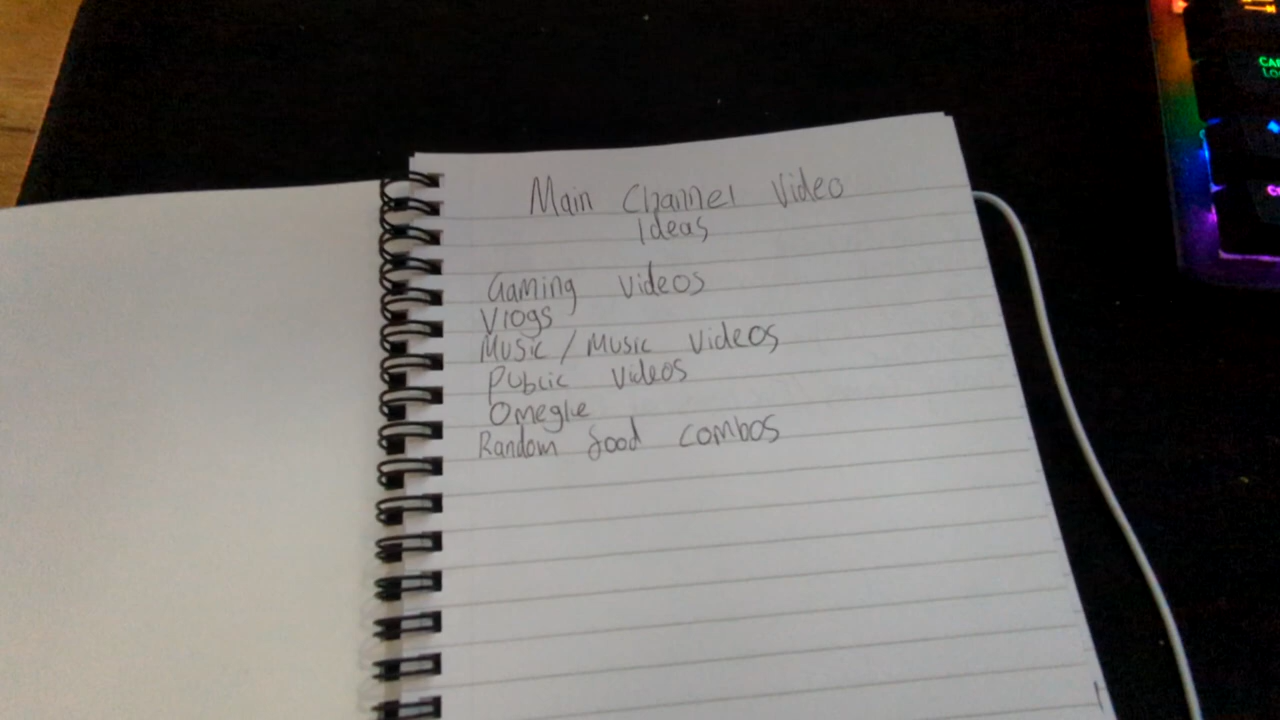 Main Channel Video
Ideas
Gaming videos
Vlogs
Music / Music videos
Public videos
Omegle
Random food combos